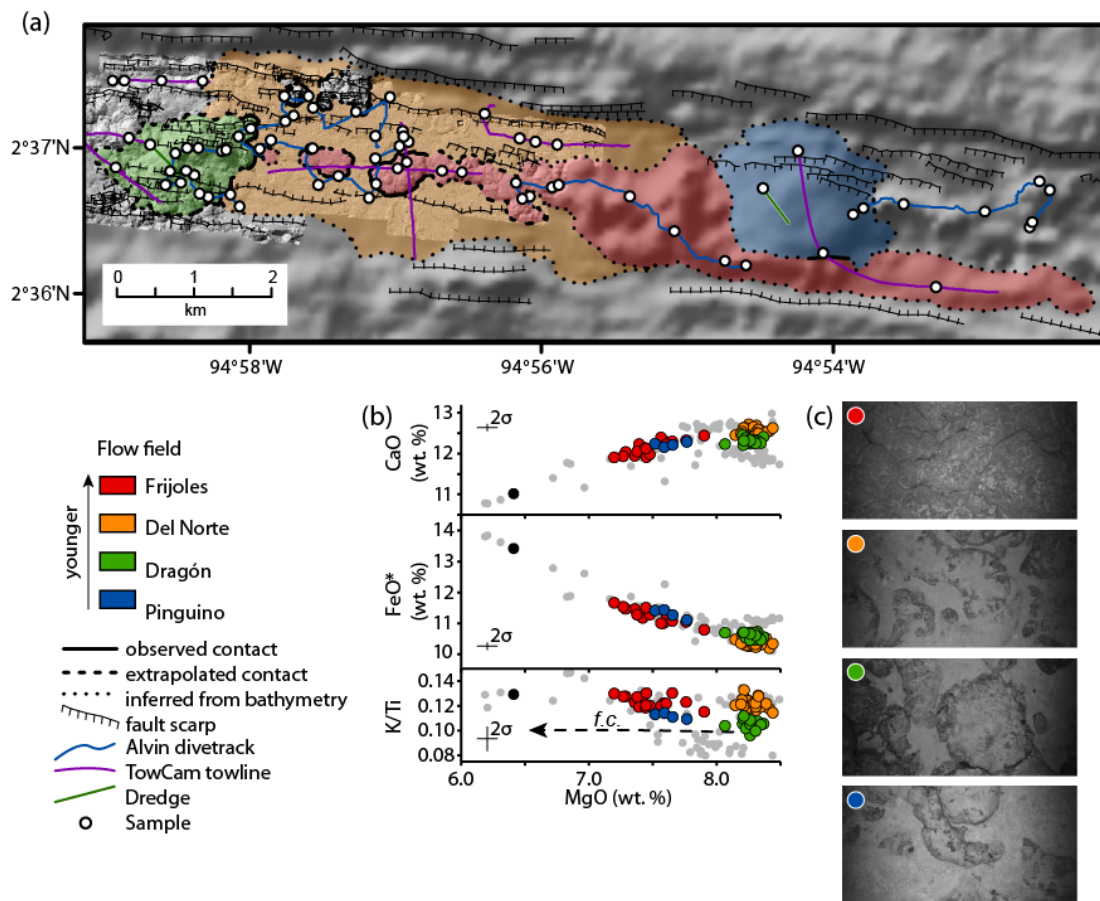 (a)
2°37'N
2°36'N
0 1 2
km
94°58'W 94°56'W 94°54'W
Flow field
younger
Frijoles
Del Norte
Dragón
Pinguino
observed contact
extrapolated contact
inferred from bathymetry
fault scarp
Alvin divetrack
TowCam towline
Dredge
Sample
(b)
CaO
(wt. %)
13
12
11
2σ
FeO*
(wt. %)
14
13
12
11
10
2σ
K/Ti
0.14
0.12
0.10
0.08
2σ
f.c.
6.0 7.0 8.0
MgO (wt. %)
(c)